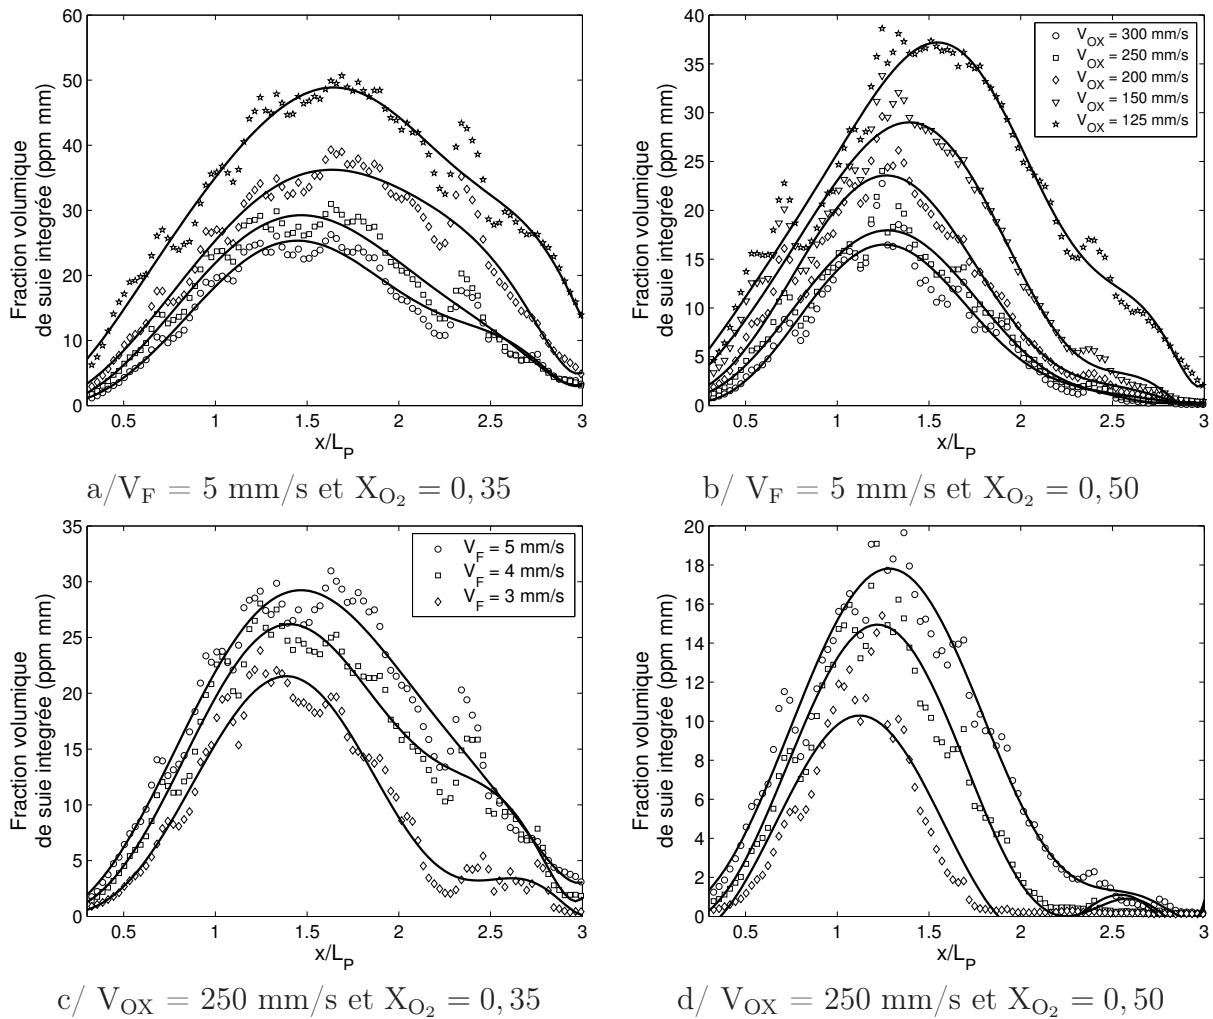 60
50
40
30
20
10
0
0.5
1
1.5
2
2.5
3
x/L_P
Fraction volumique
de suie integrée (ppm mm)
a/V_F = 5 mm/s et X_O₂ = 0,35
40
35
30
25
20
15
10
5
0
0.5
1
1.5
2
2.5
3
x/L_P
Fraction volumique
de suie integrée (ppm mm)
V_OX = 300 mm/s
V_OX = 250 mm/s
V_OX = 200 mm/s
V_OX = 150 mm/s
V_OX = 125 mm/s
b/ V_F = 5 mm/s et X_O₂ = 0,50
35
30
25
20
15
10
5
0
0.5
1
1.5
2
2.5
3
x/L_P
Fraction volumique
de suie integrée (ppm mm)
V_F = 5 mm/s
V_F = 4 mm/s
V_F = 3 mm/s
c/ V_OX = 250 mm/s et X_O₂ = 0,35
20
18
16
14
12
10
8
6
4
2
0
0.5
1
1.5
2
2.5
3
x/L_P
Fraction volumique
de suie integrée (ppm mm)
d/ V_OX = 250 mm/s et X_O₂ = 0,50